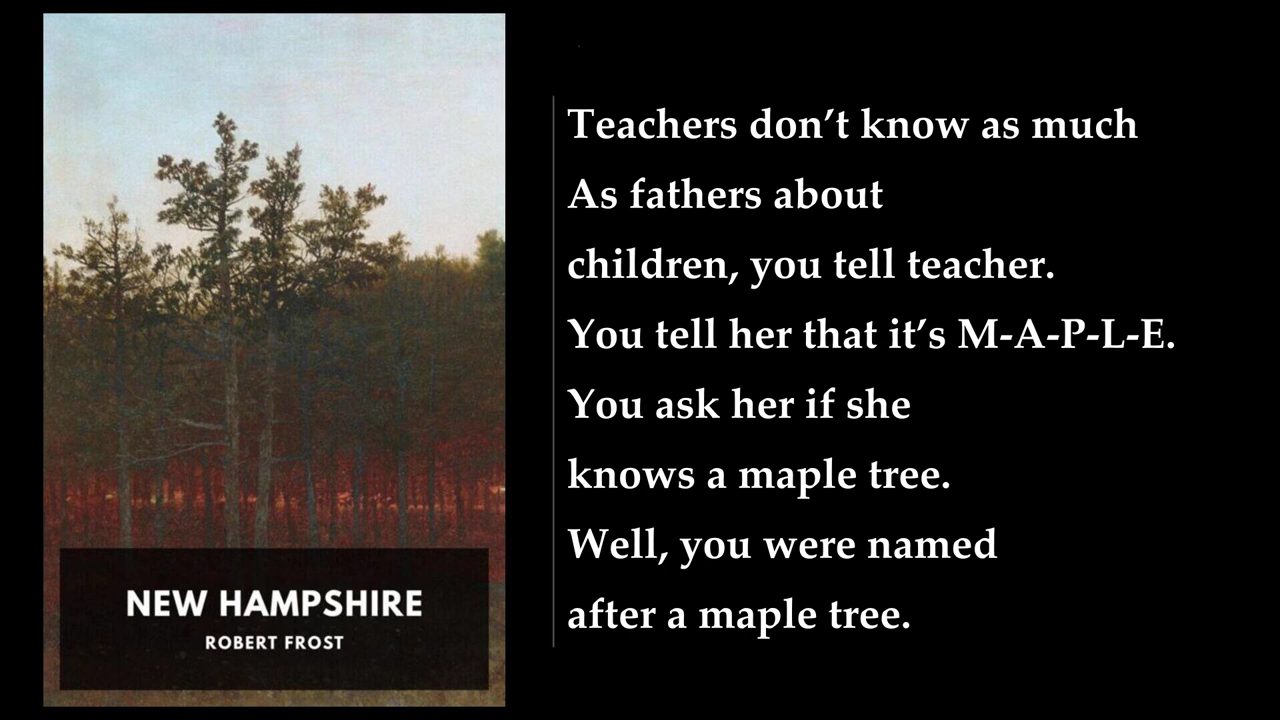 Teachers don’t know as much
As fathers about
children, you tell teacher.
You tell her that it’s M-A-P-L-E.
You ask her if she
knows a maple tree.
Well, you were named
after a maple tree.
NEW HAMPSHIRE
ROBERT FROST